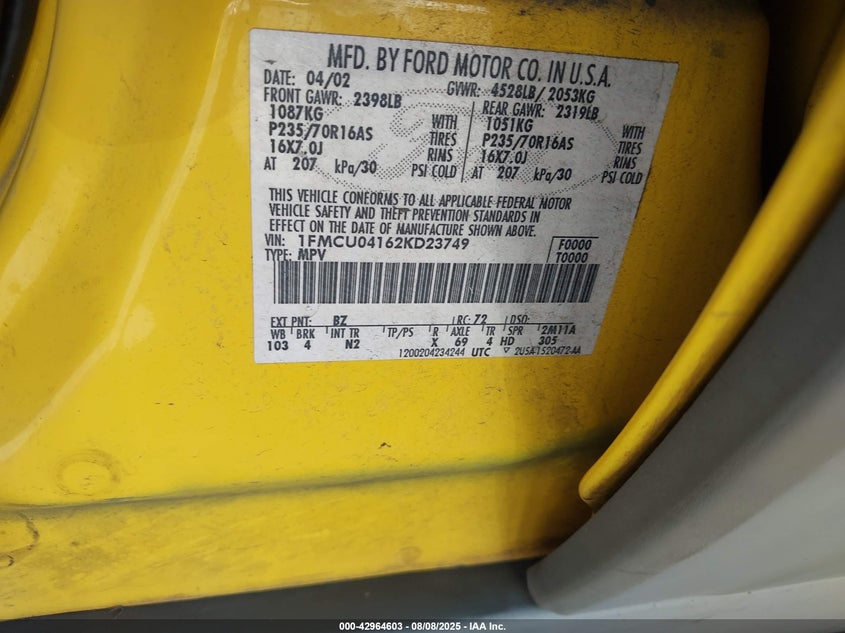 MFD. BY FORD MOTOR CO. IN U.S.A.
DATE: 04/02 GVWR: 4528LB/ 2053KG
FRONT GAWR: 2398LB REAR GAWR: 2319LB
1087KG WITH 1051KG WITH
P235/70R16AS TIRES P235/70R16AS TIRES
16X7.0J RIMS 16X7.0J RIMS
AT 207 kPa/30 PSI COLD AT 207 kPa/30 PSI COLD
THIS VEHICLE CONFORMS TO ALL APPLICABLE FEDERAL MOTOR
VEHICLE SAFETY AND THEFT PREVENTION STANDARDS IN
EFFECT ON THE DATE OF MANUFACTURE SHOWN ABOVE.
VIN: 1FMCU04162KD23749 F0000
TYPE: MPV T0000
EXT PNT: BZ RC: 72 DSO:
WB BRK INT TR TP/PS R AXLE TR SPR 2M11A
103 4 N2 X 69 4 HD 305
1200204234244 UTC ▽ 2U5A-1520472-AA
000-42964603 — 08/08/2025 — IAA Inc.